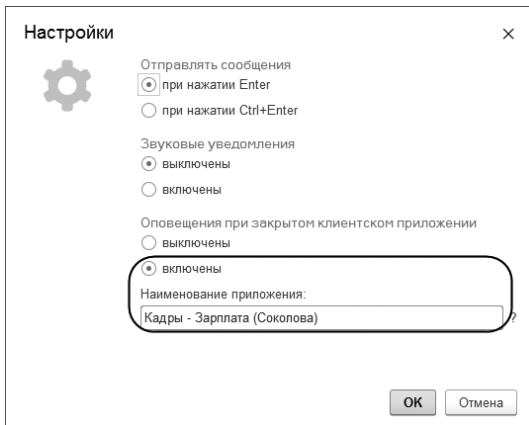 Настройки
Отправлять сообщения
при нажатии Enter
при нажатии Ctrl+Enter
Звуковые уведомления
выключены
включены
Оповещения при закрытом клиентском приложении
выключены
включены
Наименование приложения:
Кадры - Зарплата (Соколова) ?
ОК Отмена